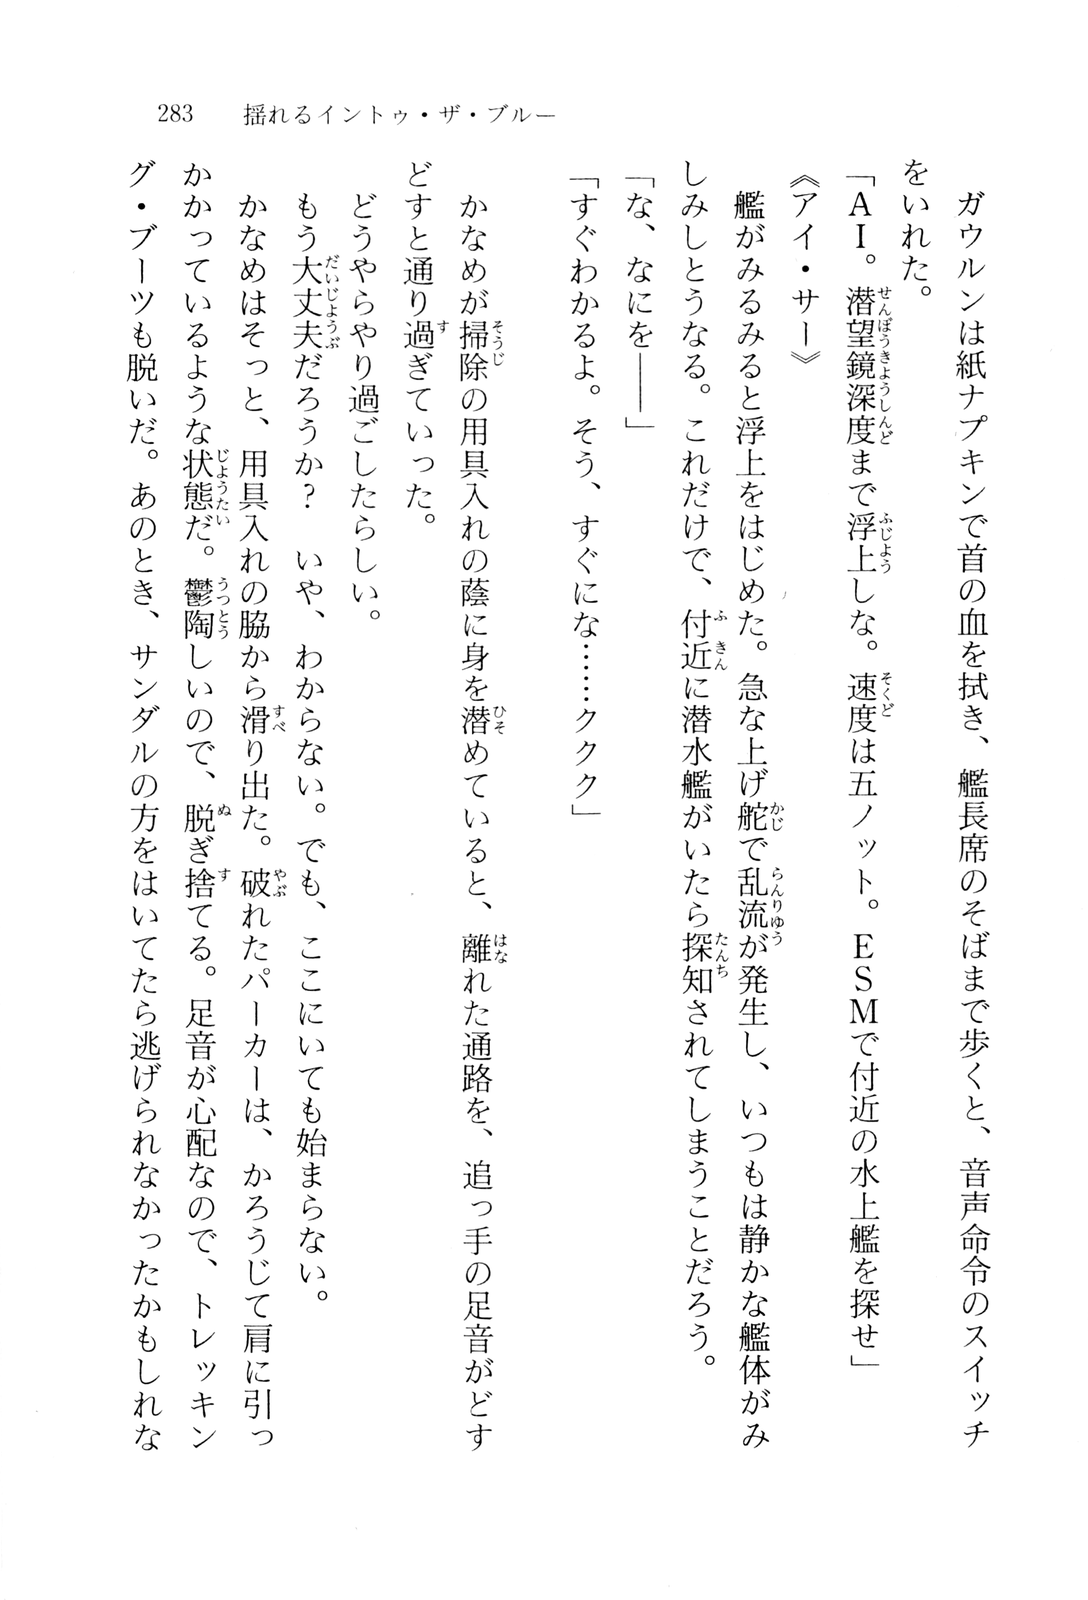 283　揺れるイントゥ・ザ・ブルー
　ガウルンは紙ナプキンで首の血を拭き、艦長席のそばまで歩くと、音声命令のスイッチ
をいれた。
「ＡＩ。潜望鏡深度まで浮上しな。速度は五ノット。ＥＳＭで付近の水上艦を探せ」
《アイ・サー》
　艦がみるみると浮上をはじめた。急な上げ舵で乱流が発生し、いつもは静かな艦体がみ
しみしとうなる。これだけで、付近に潜水艦がいたら探知されてしまうことだろう。
「な、なにを――」
「すぐわかるよ。そう、すぐにな……ククク」
　かなめが掃除の用具入れの蔭に身を潜めていると、離れた通路を、追っ手の足音がどす
どすと通り過ぎていった。
　どうやらやり過ごしたらしい。
　もう大丈夫だろうか？　いや、わからない。でも、ここにいても始まらない。
　かなめはそっと、用具入れの脇から滑り出た。破れたパーカーは、かろうじて肩に引っ
かかっているような状態だ。鬱陶しいので、脱ぎ捨てる。足音が心配なので、トレッキン
グ・ブーツも脱いだ。あのとき、サンダルの方をはいてたら逃げられなかったかもしれな